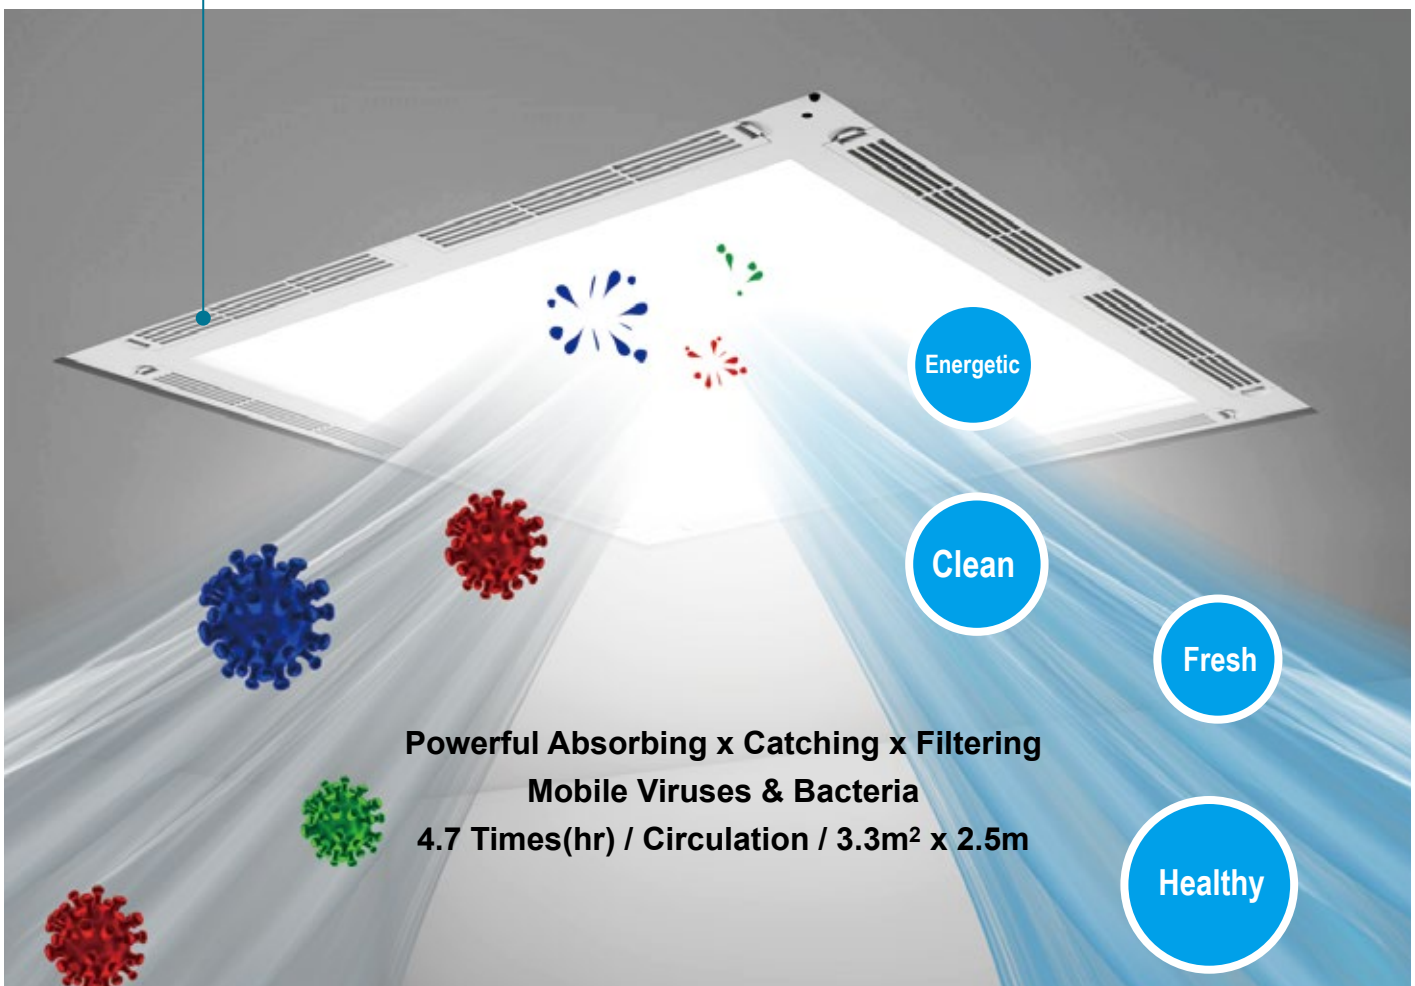 Energetic
Clean
Fresh
Powerful Absorbing x Catching x Filtering
Mobile Viruses & Bacteria
4.7 Times(hr) / Circulation / 3.3m² x 2.5m
Healthy